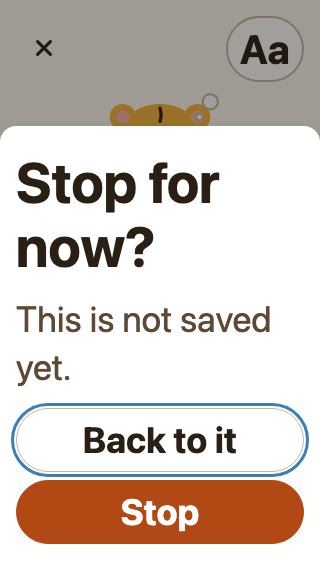 Aa
Stop for
now?
This is not saved
yet.
Back to it
Stop